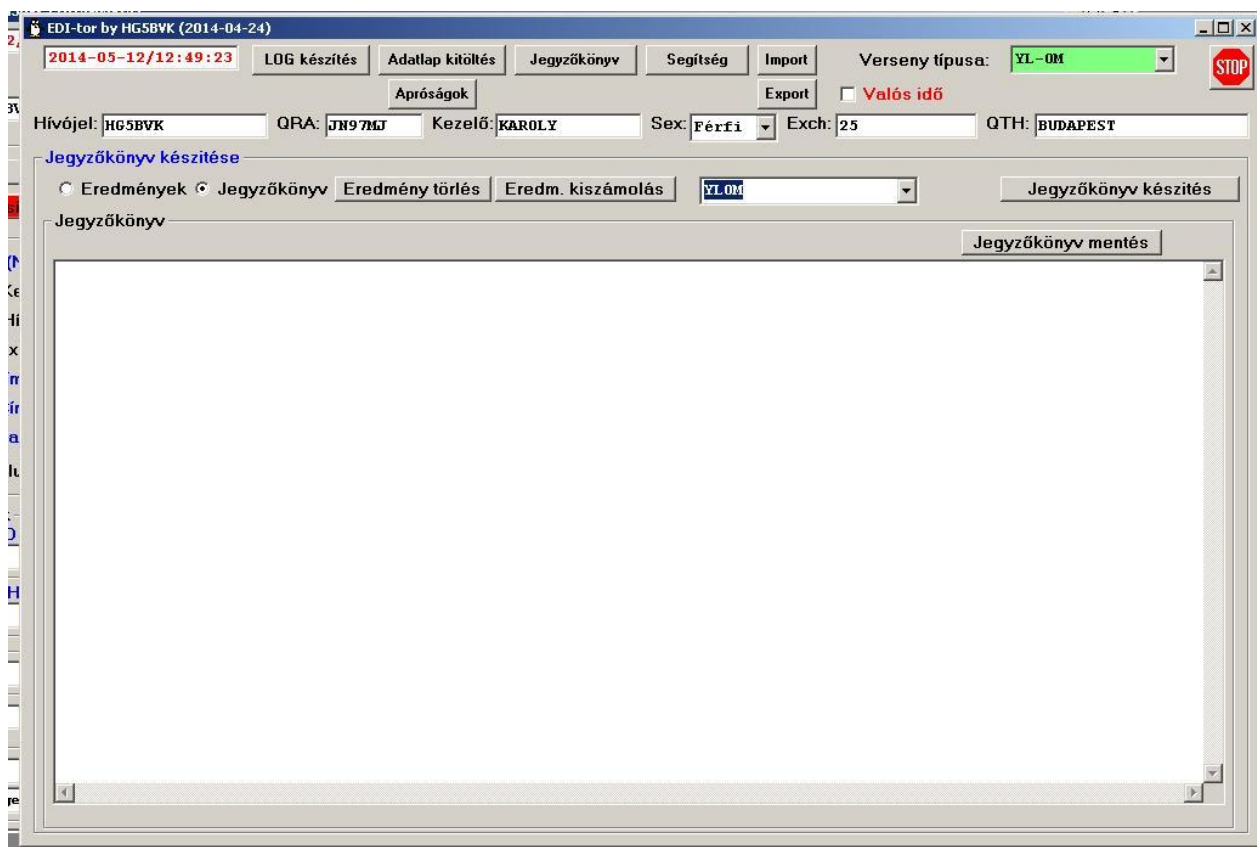 EDI-tor by HG5BVK (2014-04-24)
2014-05-12/12:49:23 LOG készítés Adatlap kitöltés Jegyzőkönyv Segítség Import Verseny típusa: YL-OM STOP
Apróságok Export Valós idő
Hívójel: HG5BVK QRA: JN97MJ Kezelő: KAROLY Sex: Férfi Exch: 25 QTH: BUDAPEST
Jegyzőkönyv készitése
Eredmények Jegyzőkönyv Eredmény törlés Eredm. kiszámolás YLOM Jegyzőkönyv készités
Jegyzőkönyv
Jegyzőkönyv mentés